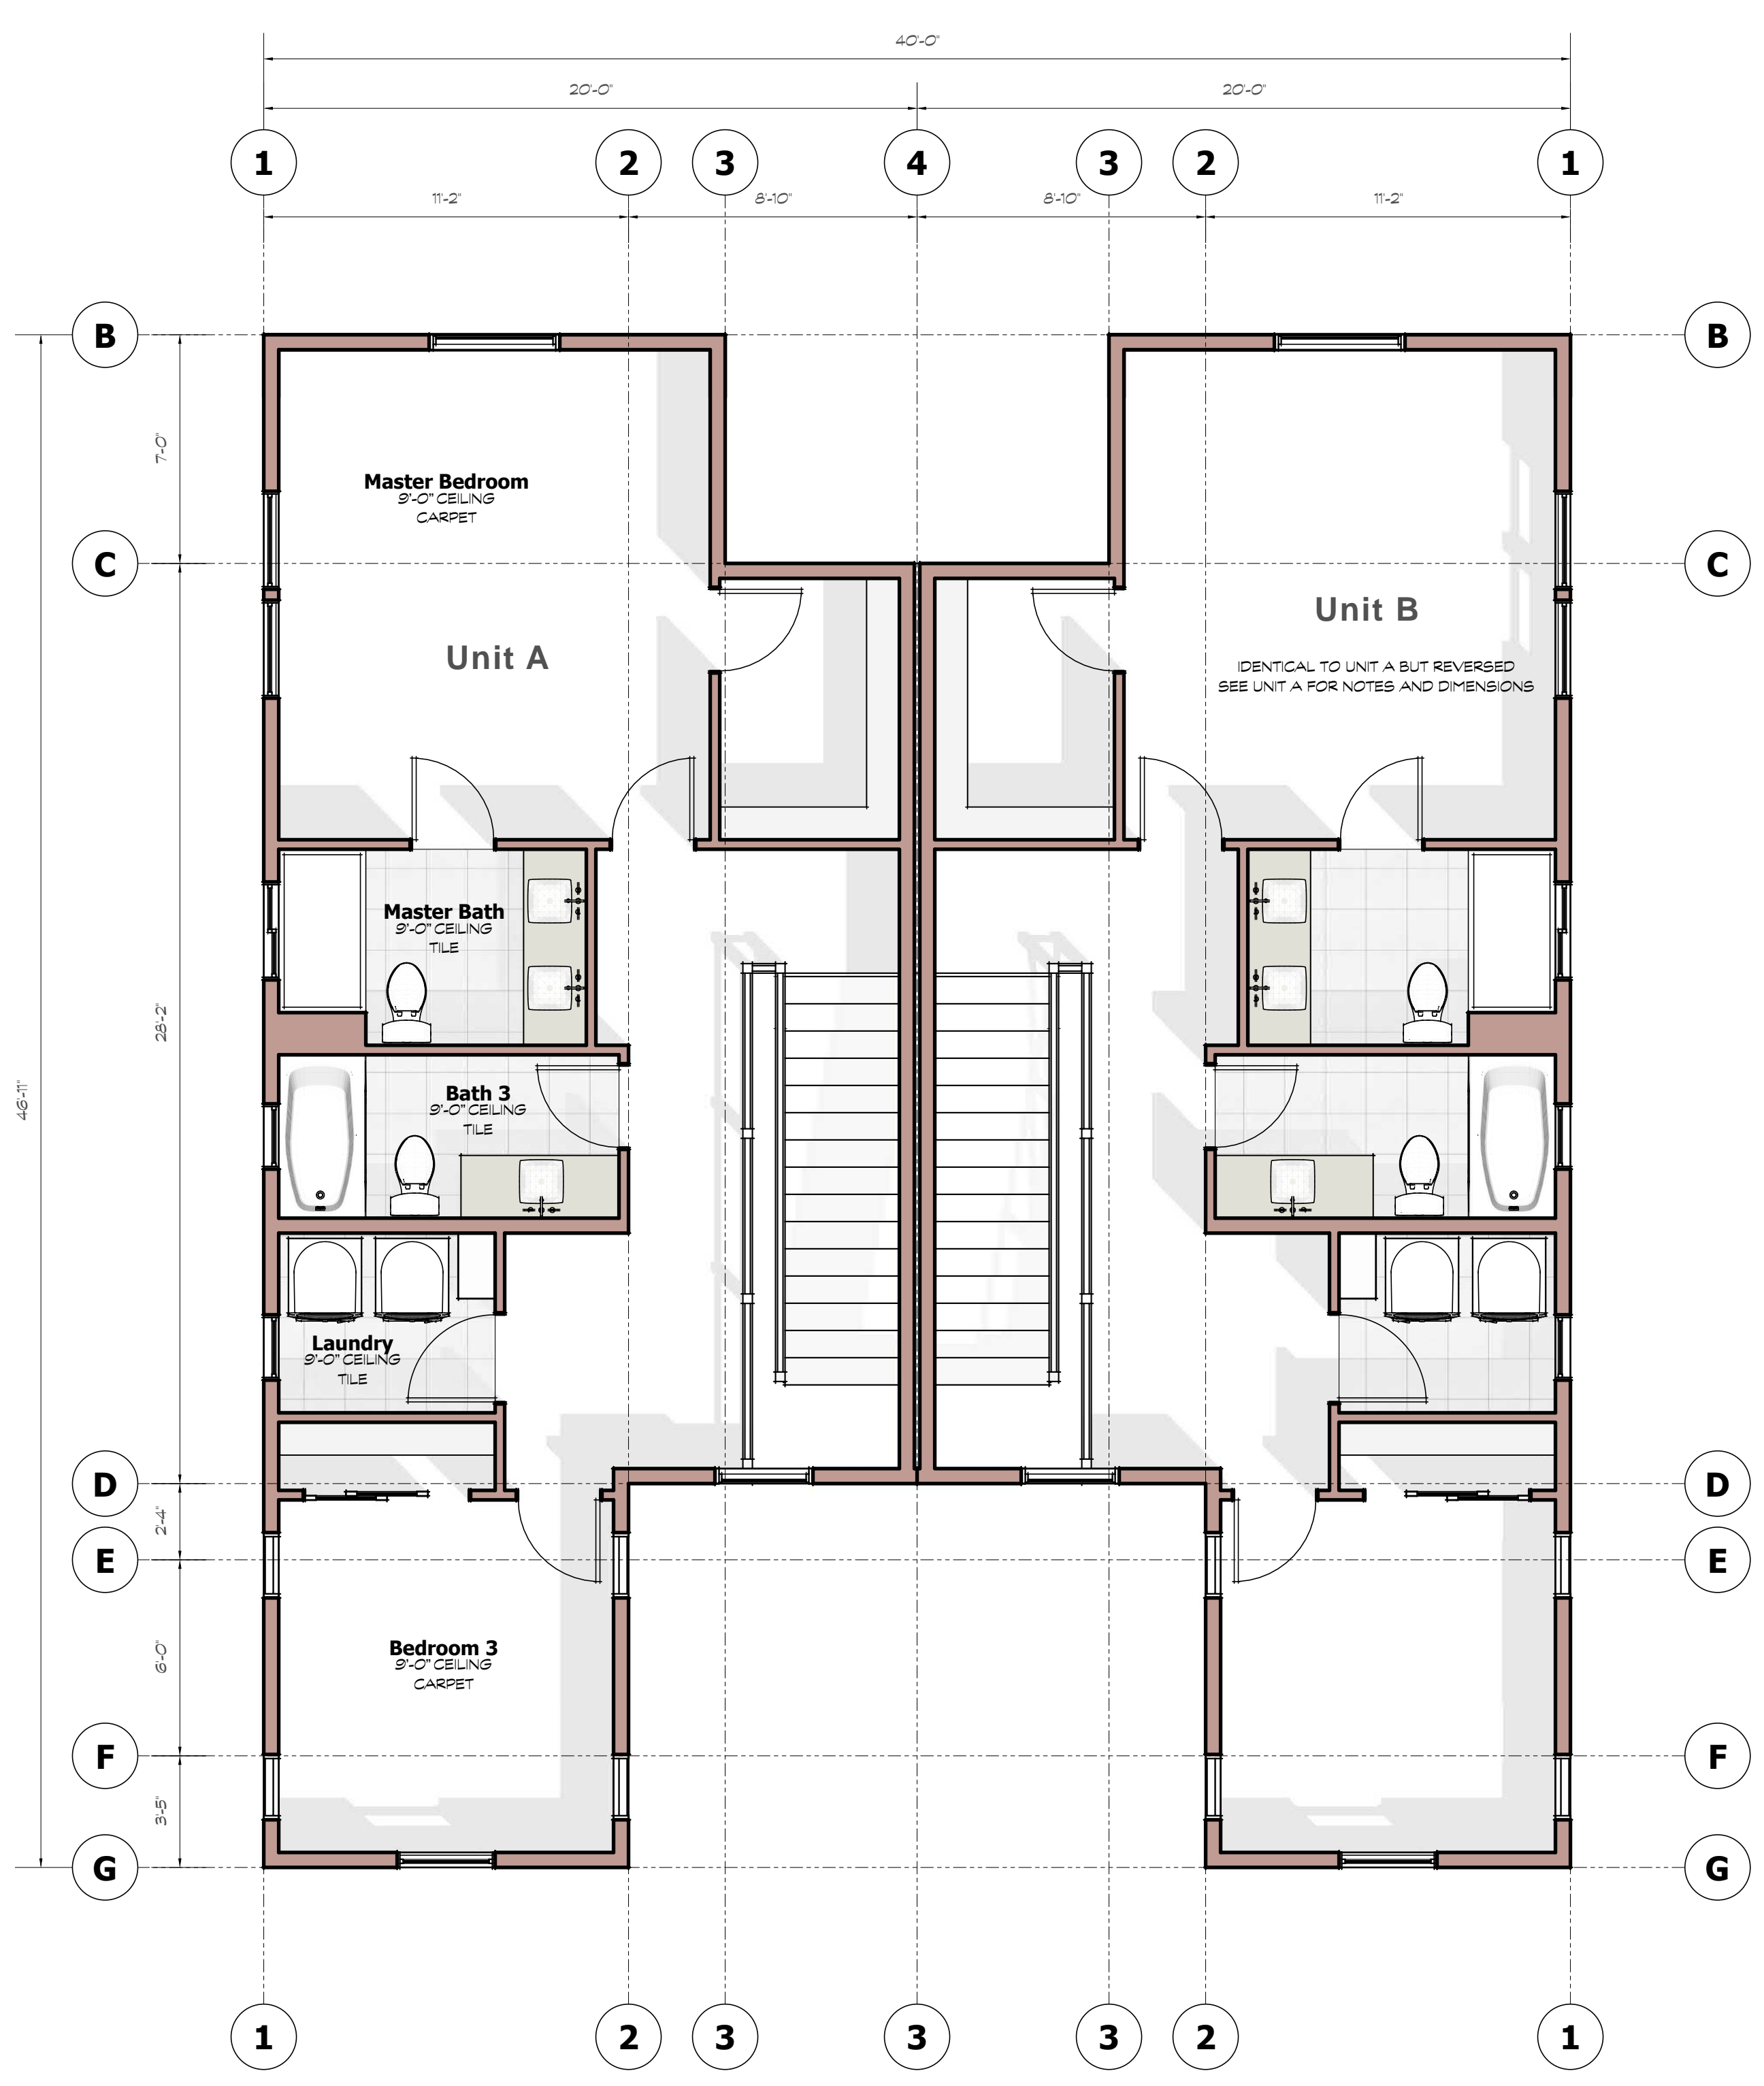 40'-0"
20'-0" 20'-0"
1 2 3 4 3 2 1
11'-2" 8'-10" 8'-10" 11'-2"
B B
7'-0"
Master Bedroom
9'-0" CEILING
CARPET
C C
Unit A
Unit B
IDENTICAL TO UNIT A BUT REVERSED
SEE UNIT A FOR NOTES AND DIMENSIONS
Master Bath
9'-0" CEILING
TILE
28'-2"
46'-11"
Bath 3
9'-0" CEILING
TILE
Laundry
9'-0" CEILING
TILE
D D
2'-4"
E E
Bedroom 3
9'-0" CEILING
CARPET
6'-0"
F F
3'-5"
G G
1 2 3 3 3 2 1